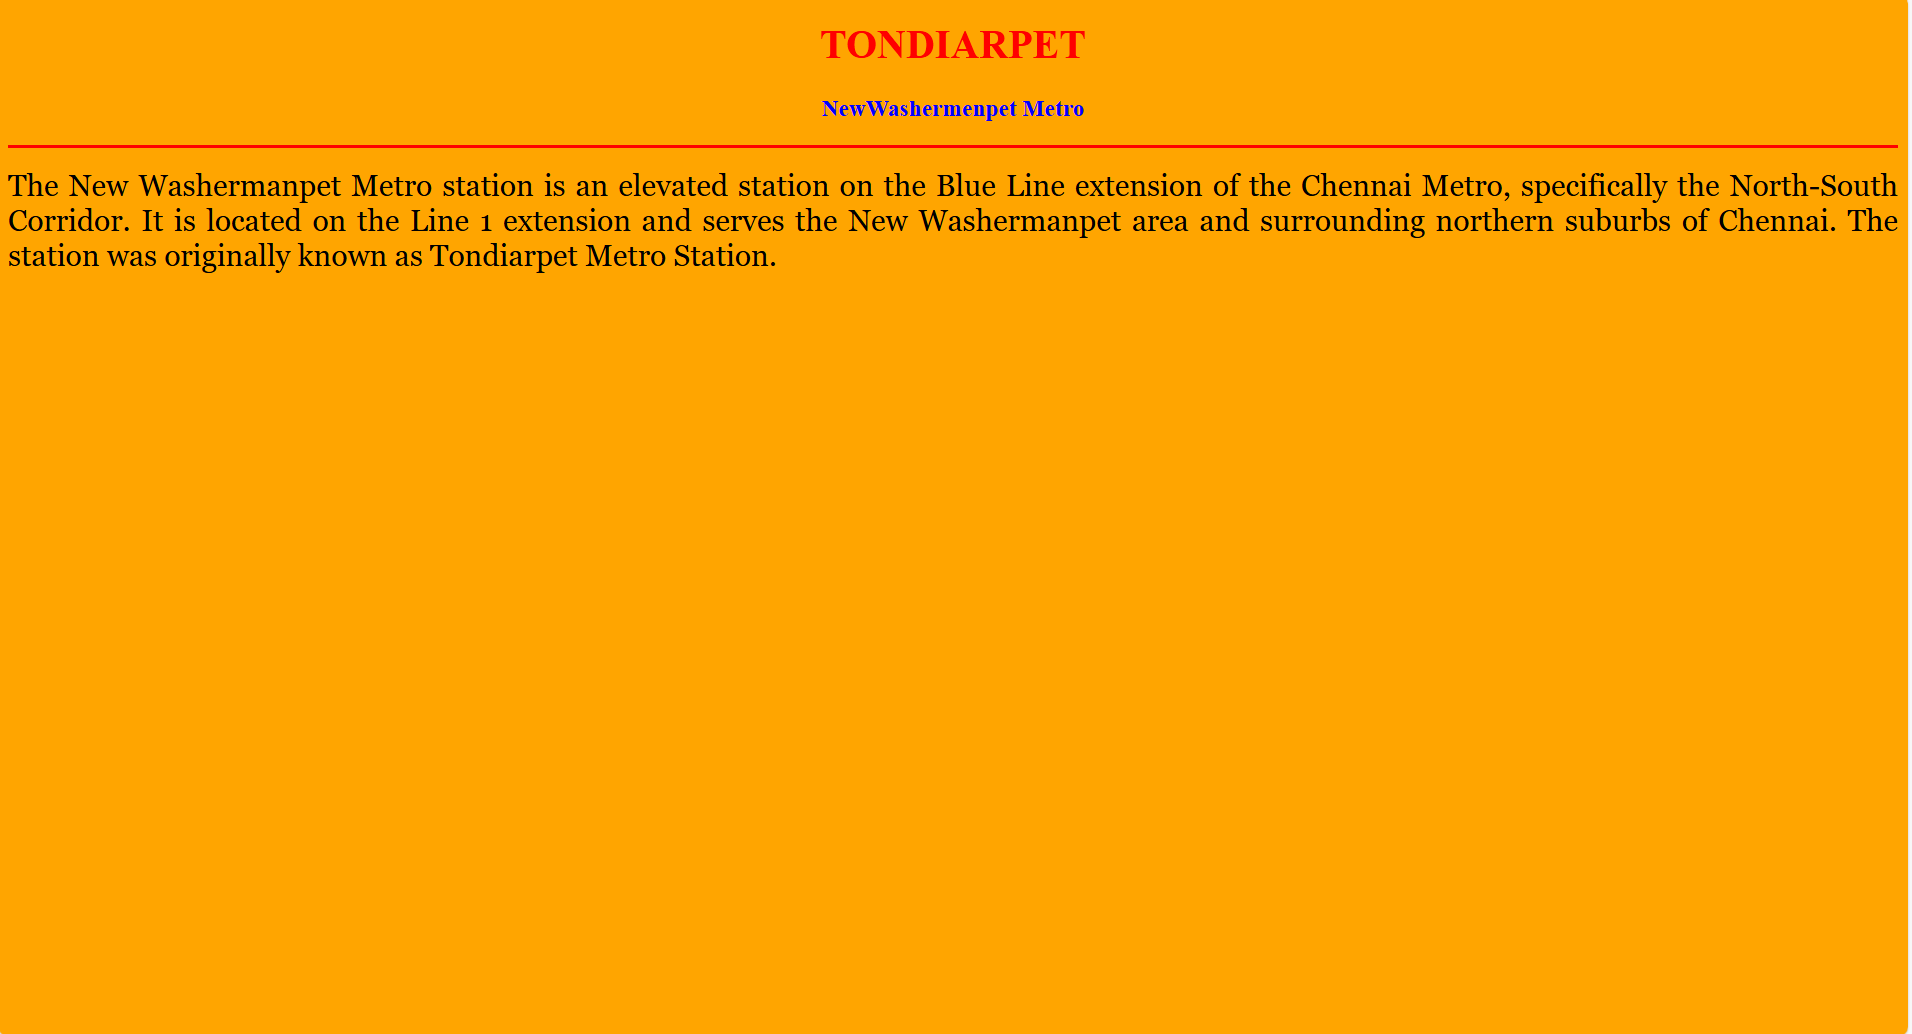 TONDIARPET
NewWashermenpet Metro
The New Washermanpet Metro station is an elevated station on the Blue Line extension of the Chennai Metro, specifically the North-South
Corridor. It is located on the Line 1 extension and serves the New Washermanpet area and surrounding northern suburbs of Chennai. The
station was originally known as Tondiarpet Metro Station.